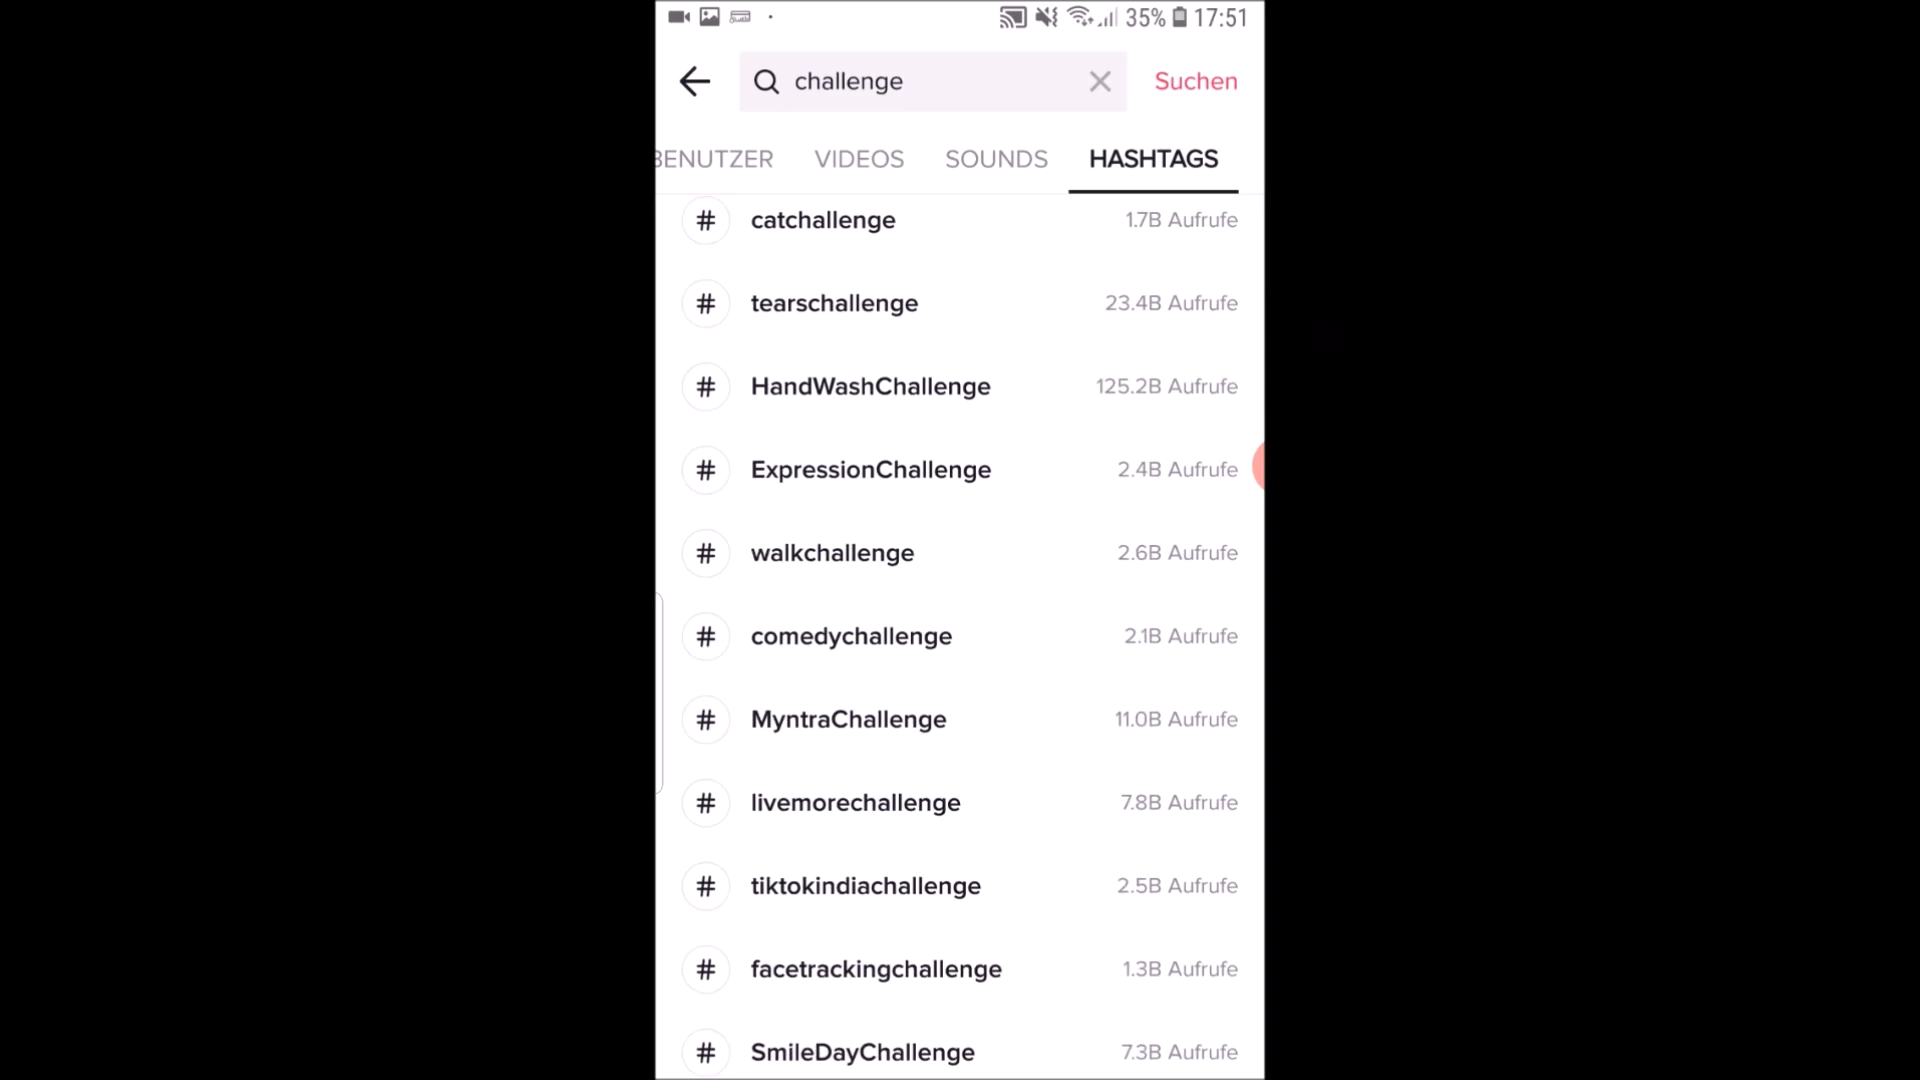 35% 17:51
challenge Suchen
BENUTZER VIDEOS SOUNDS HASHTAGS
# catchallenge 1.7B Aufrufe
# tearschallenge 23.4B Aufrufe
# HandWashChallenge 125.2B Aufrufe
# ExpressionChallenge 2.4B Aufrufe
# walkchallenge 2.6B Aufrufe
# comedychallenge 2.1B Aufrufe
# MyntraChallenge 11.0B Aufrufe
# livemorechallenge 7.8B Aufrufe
# tiktokindiachallenge 2.5B Aufrufe
# facetrackingchallenge 1.3B Aufrufe
# SmileDayChallenge 7.3B Aufrufe